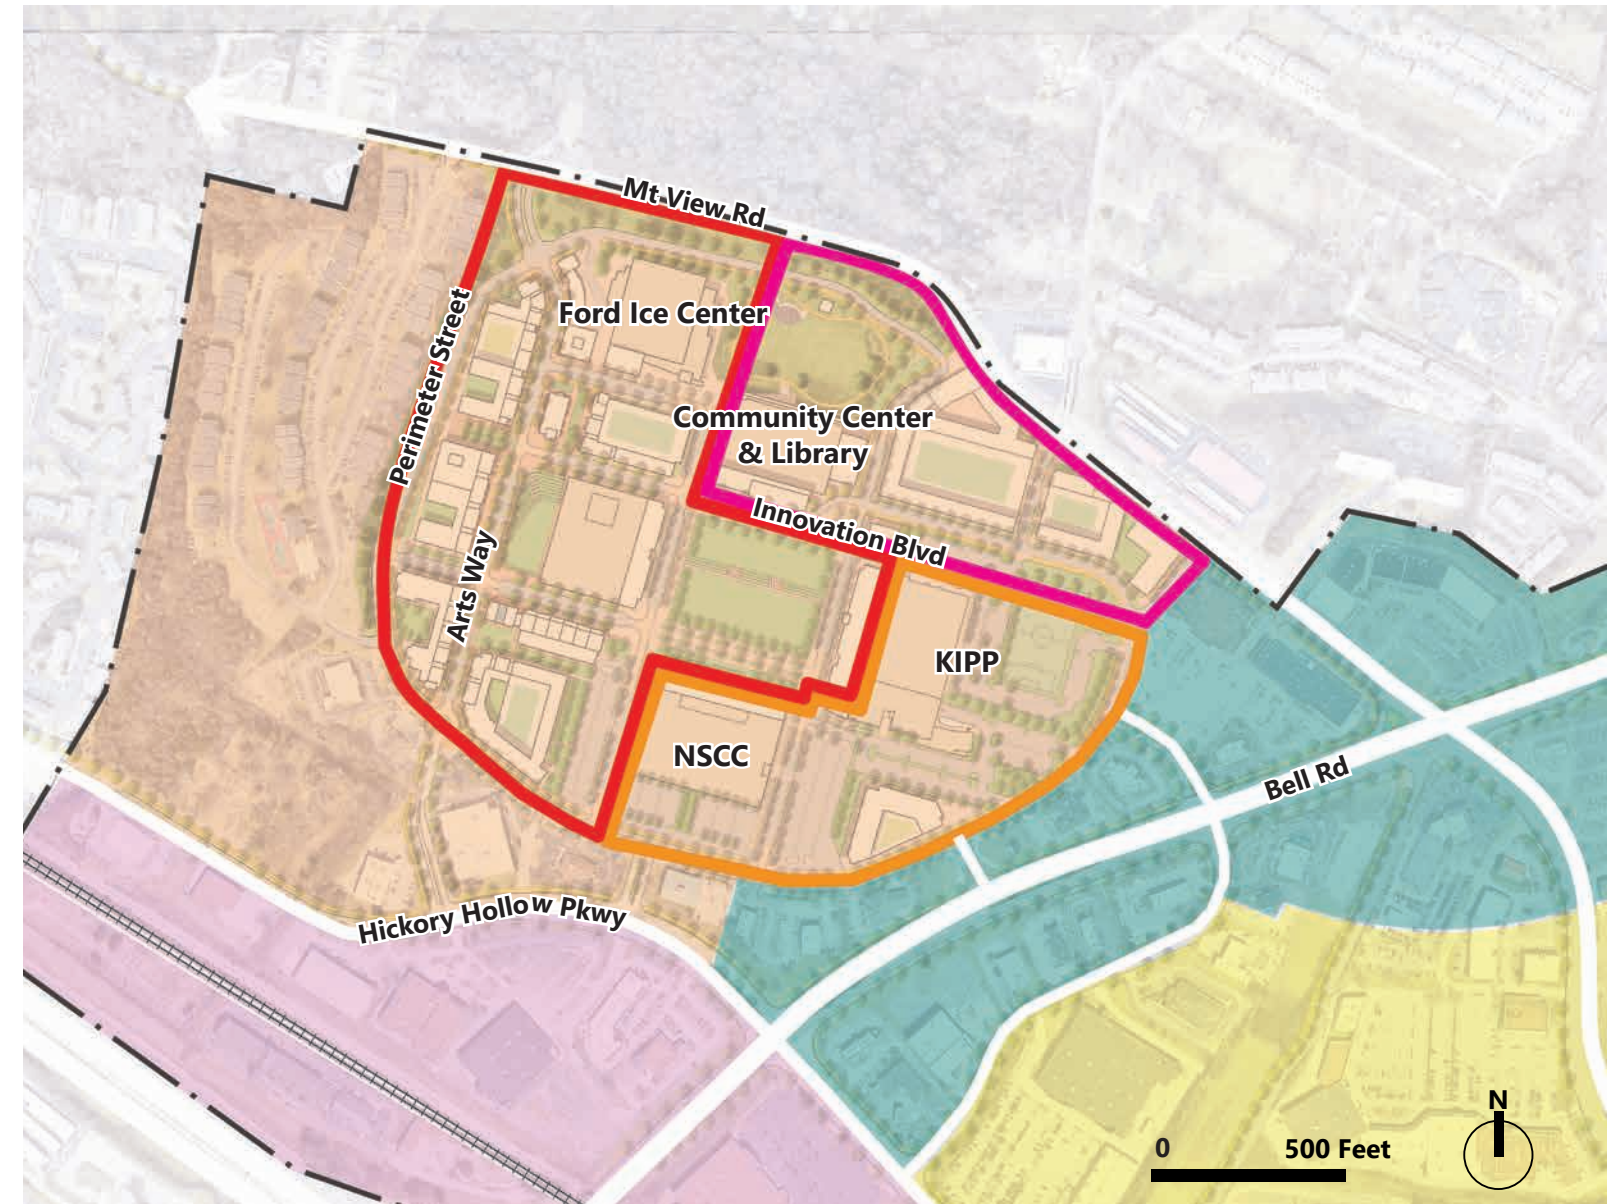 Mt View Rd
Ford Ice Center
Perimeter Street
Community Center
& Library
Innovation Blvd
Arts Way
KIPP
NSCC
Bell Rd
Hickory Hollow Pkwy
N
0 500 Feet